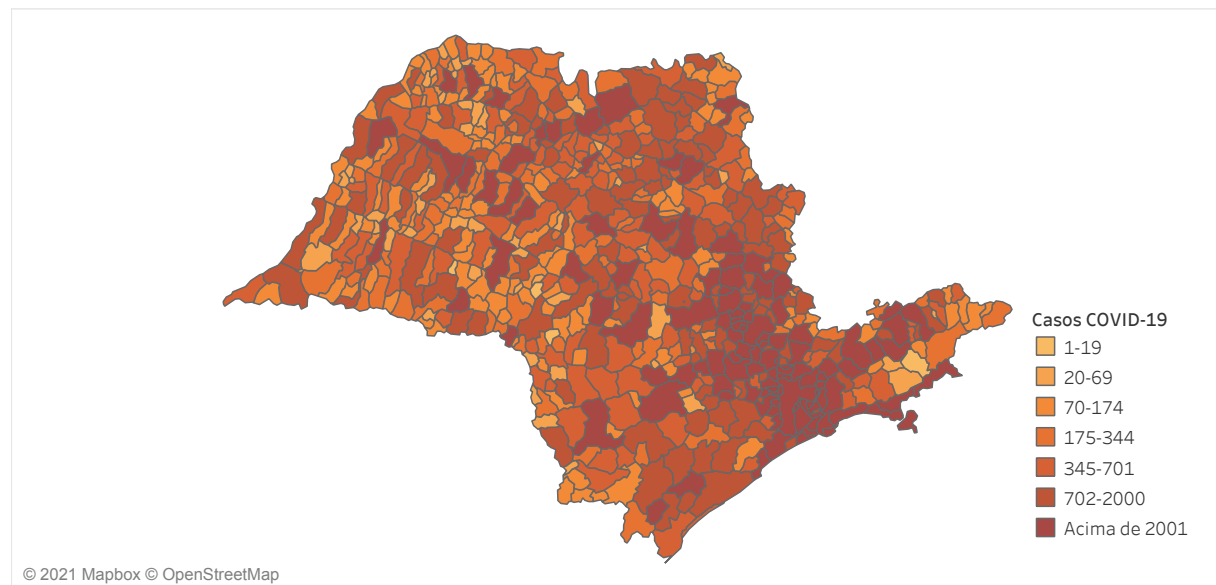 Casos COVID-19
1-19
20-69
70-174
175-344
345-701
702-2000
Acima de 2001
© 2021 Mapbox © OpenStreetMap